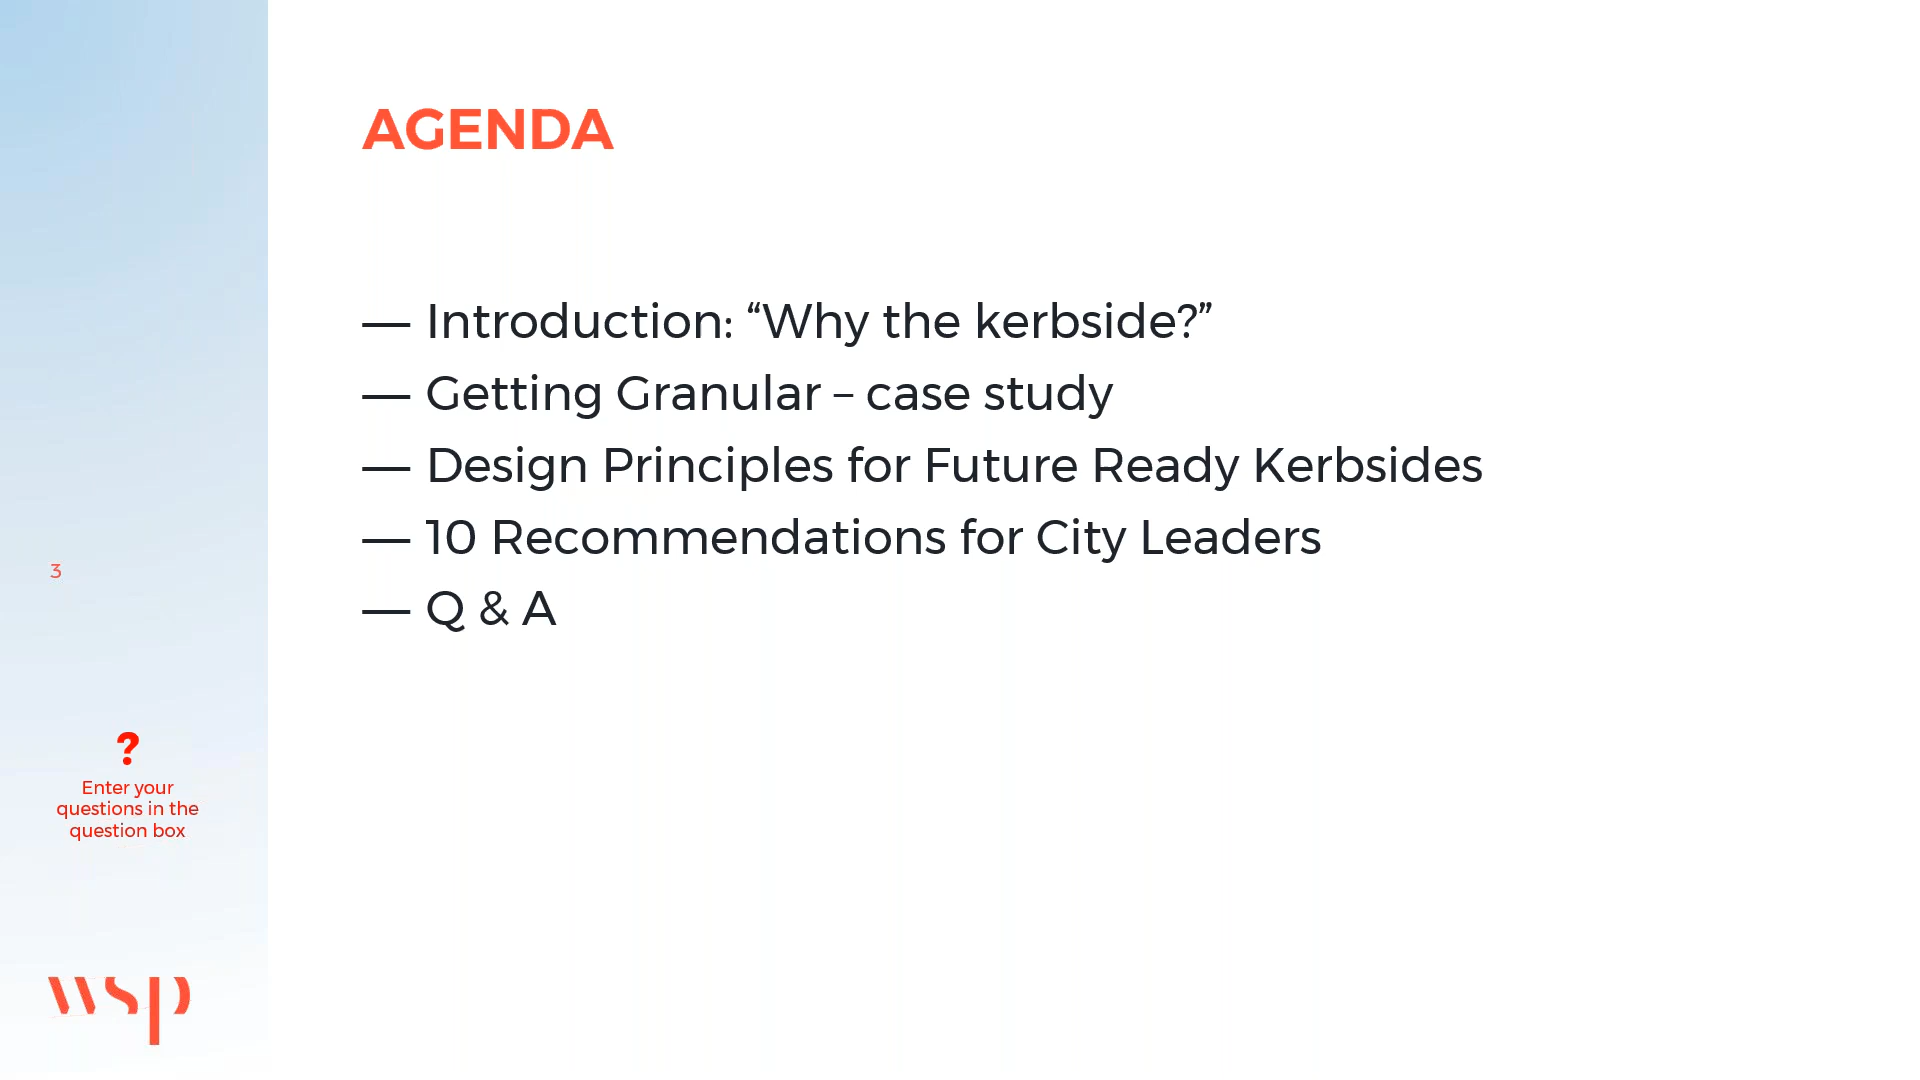 AGENDA
— Introduction: “Why the kerbside?”
— Getting Granular – case study
— Design Principles for Future Ready Kerbsides
— 10 Recommendations for City Leaders
— Q & A
3
?
Enter your
questions in the
question box
wsp